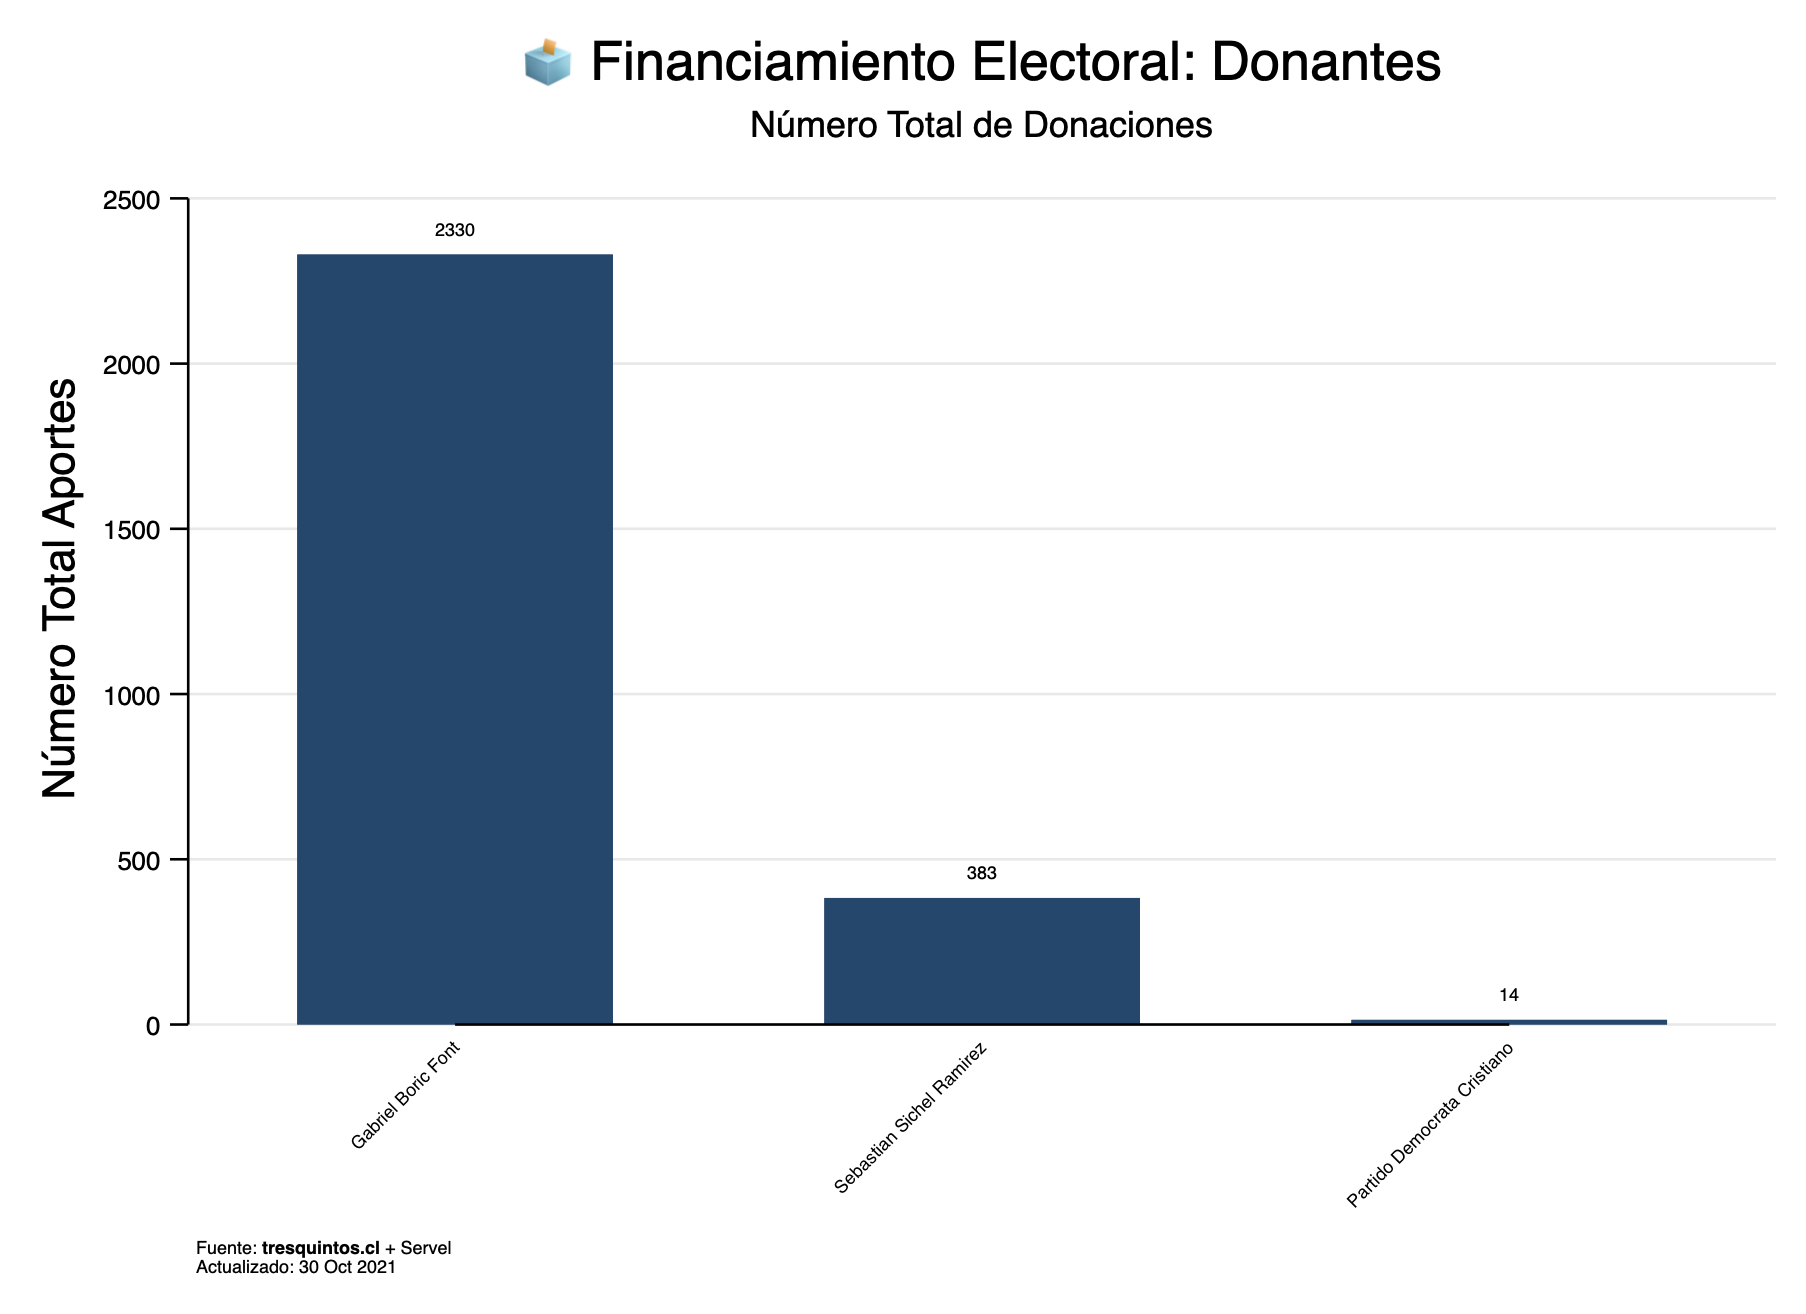 Financiamiento Electoral: Donantes
Número Total de Donaciones
Número Total Aportes
2500
2000
1500
1000
500
0
2330
383
14
Gabriel Boric Font
Sebastian Sichel Ramirez
Partido Democrata Cristiano
Fuente: tresquintos.cl + Servel
Actualizado: 30 Oct 2021